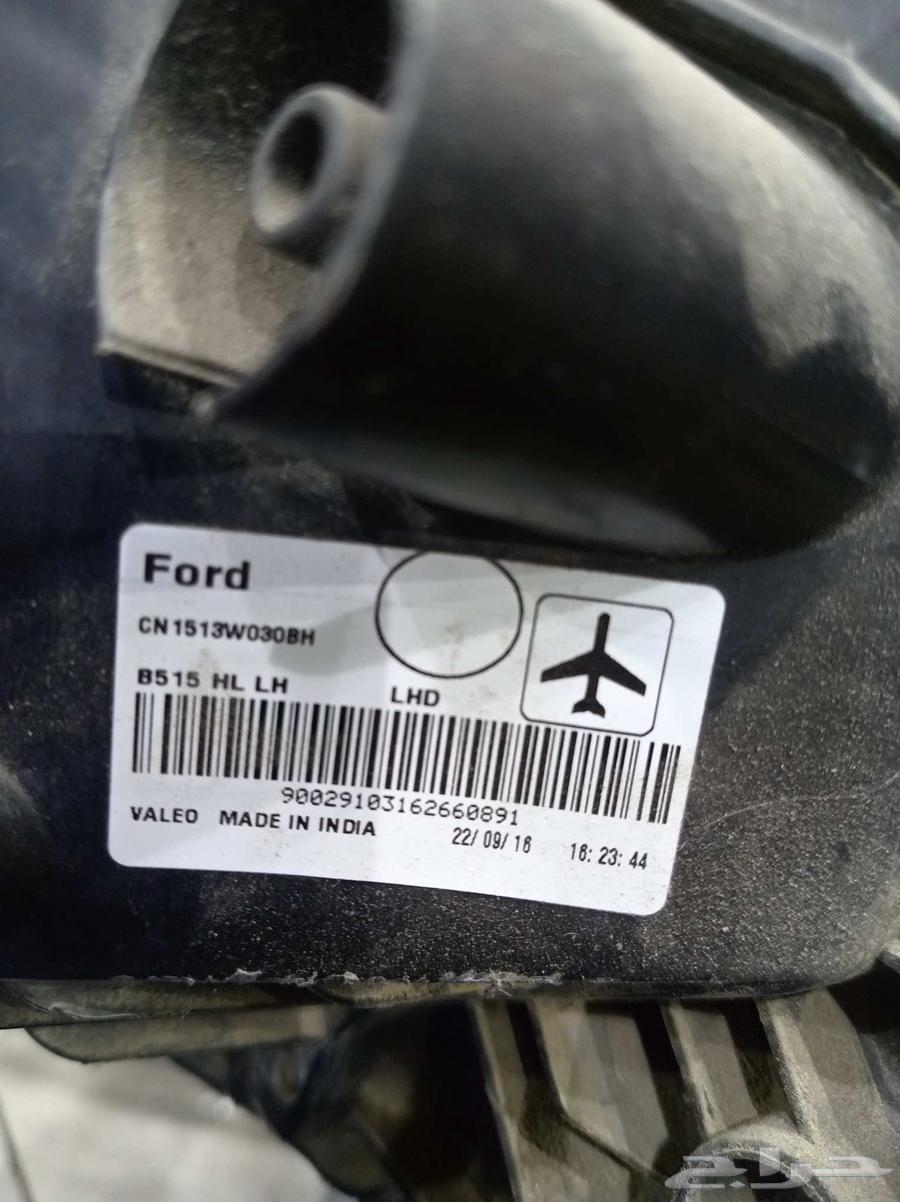 Ford
CN1513W030BH
B515 HL LH
LHD
90029103162660891
VALEO MADE IN INDIA
22/09/16 16:23:44
حراج